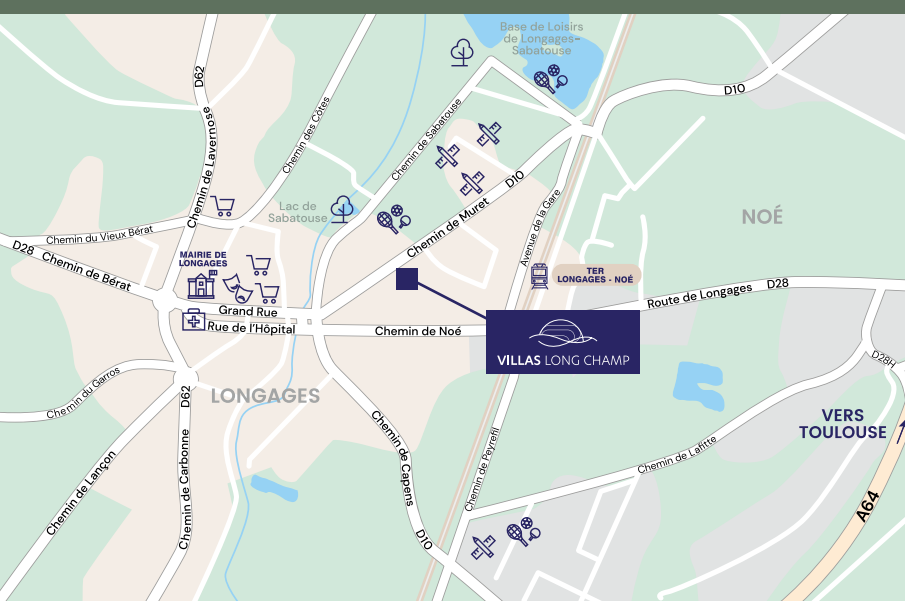 Base de Loisirs
de Longages-
Sabatouse
D62
D10
Chemin des Côtes
Chemin de Sabatouse
Chemin de Lavernose
D10
Lac de
Sabatouse
NOÉ
Chemin de Muret
Avenue de la Gare
Chemin du Vieux Bérat
D28
Chemin de Bérat
MAIRIE DE
LONGAGES
TER
LONGAGES - NOÉ
Route de Longages
D28
Grand Rue
Rue de l'Hôpital
Chemin de Noé
VILLAS LONG CHAMP
D28H
Chemin du Garros
D62
LONGAGES
VERS
TOULOUSE
Chemin de Capens
Chemin de Peyrefil
Chemin de Lafitte
Chemin de Lançon
Chemin de Carbonne
D10
A64